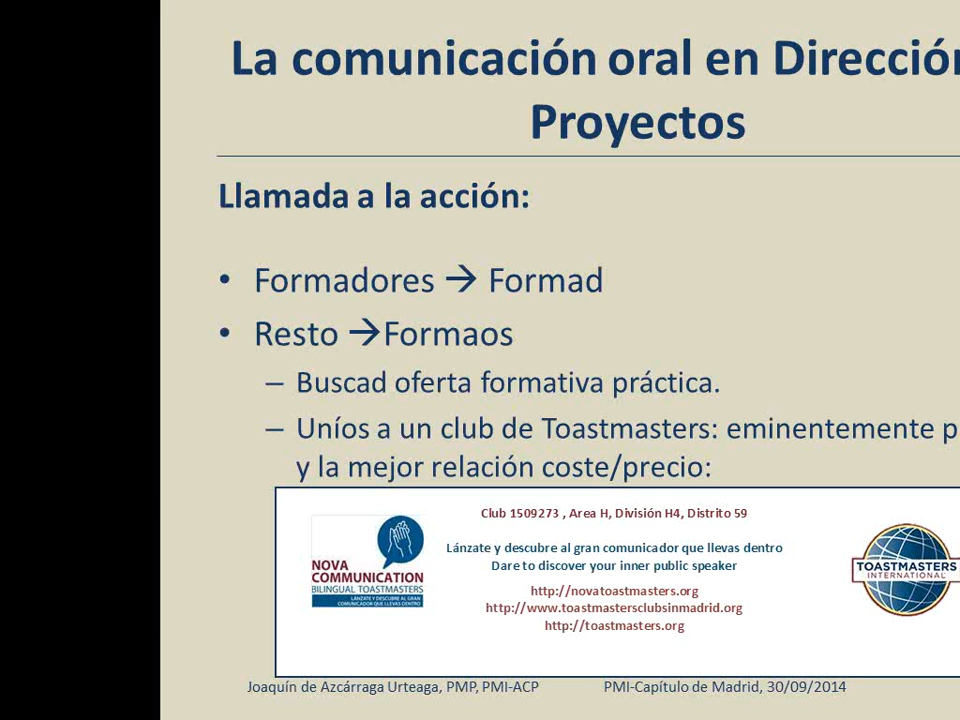 La comunicación oral en Dirección
Proyectos
Llamada a la acción:
• Formadores → Formad
• Resto →Formaos
– Buscad oferta formativa práctica.
– Uníos a un club de Toastmasters: eminentemente p
y la mejor relación coste/precio:
Club 1509273 , Area H, División H4, Distrito 59
Lánzate y descubre al gran comunicador que llevas dentro
Dare to discover your inner public speaker
http://novatoastmasters.org
http://www.toastmastersclubsinmadrid.org
http://toastmasters.org
NOVA
COMMUNICATION
BILINGUAL TOASTMASTERS
LÁNZATE Y DESCUBRE AL GRAN
COMUNICADOR QUE LLEVAS DENTRO
TOASTMASTERS
INTERNATIONAL
Joaquín de Azcárraga Urteaga, PMP, PMI-ACP
PMI-Capítulo de Madrid, 30/09/2014